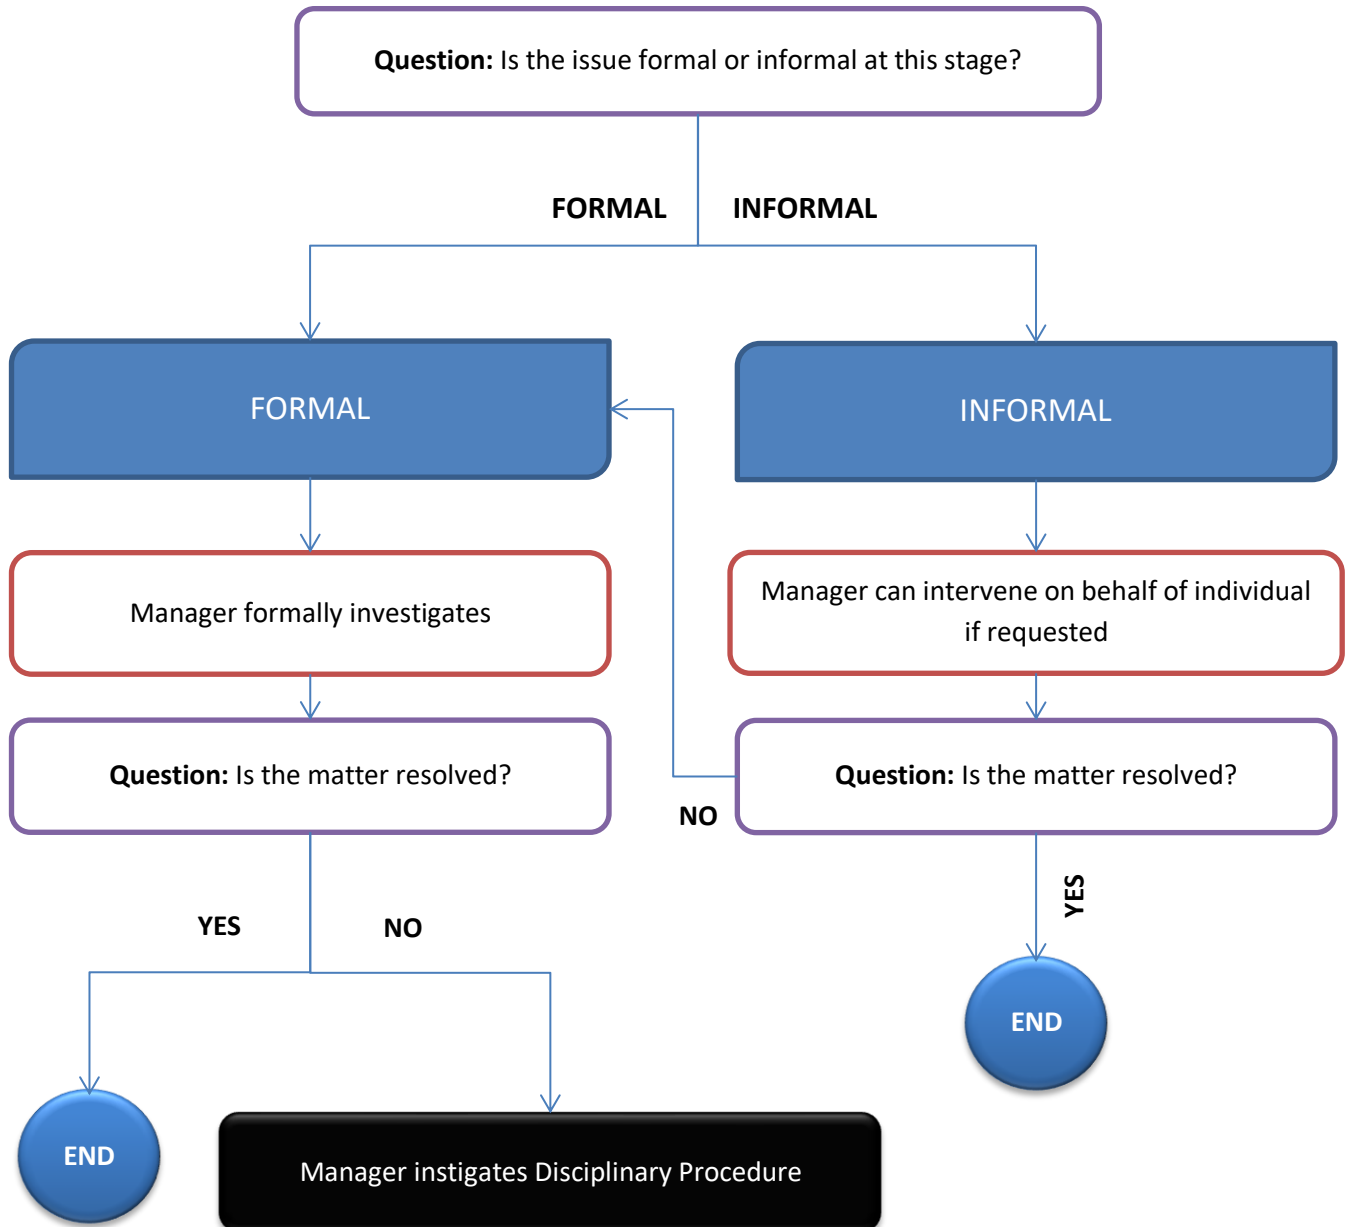 Question: Is the issue formal or informal at this stage?
FORMAL
INFORMAL
FORMAL
INFORMAL
Manager formally investigates
Manager can intervene on behalf of individual
if requested
Question: Is the matter resolved?
Question: Is the matter resolved?
NO
YES
NO
YES
END
END
Manager instigates Disciplinary Procedure